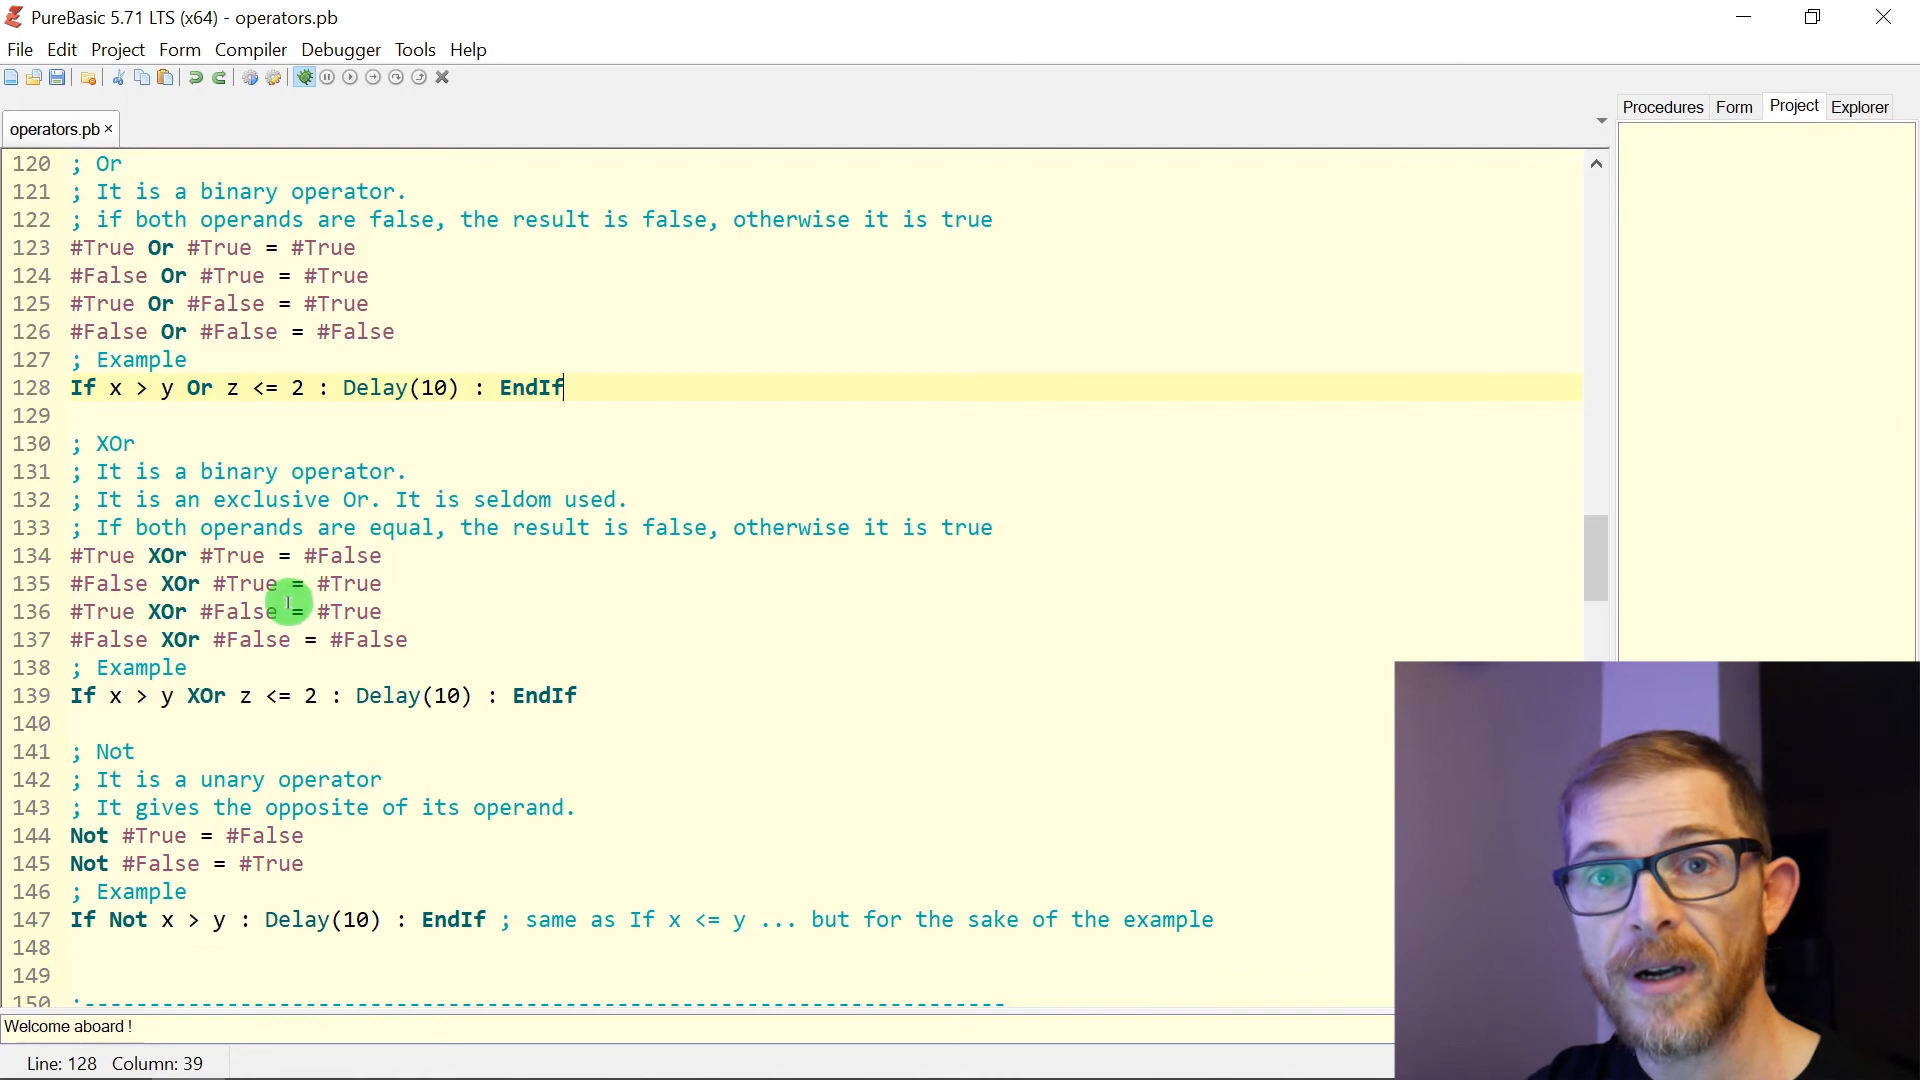 PureBasic 5.71 LTS (x64) - operators.pb
File Edit Project Form Compiler Debugger Tools Help
operators.pb ×
Procedures Form Project Explorer
120 ; Or
121 ; It is a binary operator.
122 ; if both operands are false, the result is false, otherwise it is true
123 #True Or #True = #True
124 #False Or #True = #True
125 #True Or #False = #True
126 #False Or #False = #False
127 ; Example
128 If x > y Or z <= 2 : Delay(10) : EndIf
129
130 ; XOr
131 ; It is a binary operator.
132 ; It is an exclusive Or. It is seldom used.
133 ; If both operands are equal, the result is false, otherwise it is true
134 #True XOr #True = #False
135 #False XOr #True = #True
136 #True XOr #False = #True
137 #False XOr #False = #False
138 ; Example
139 If x > y XOr z <= 2 : Delay(10) : EndIf
140
141 ; Not
142 ; It is a unary operator
143 ; It gives the opposite of its operand.
144 Not #True = #False
145 Not #False = #True
146 ; Example
147 If Not x > y : Delay(10) : EndIf ; same as If x <= y ... but for the sake of the example
148
149
150 ;-----------------------------------------------------------------------
Welcome aboard !
Line: 128 Column: 39